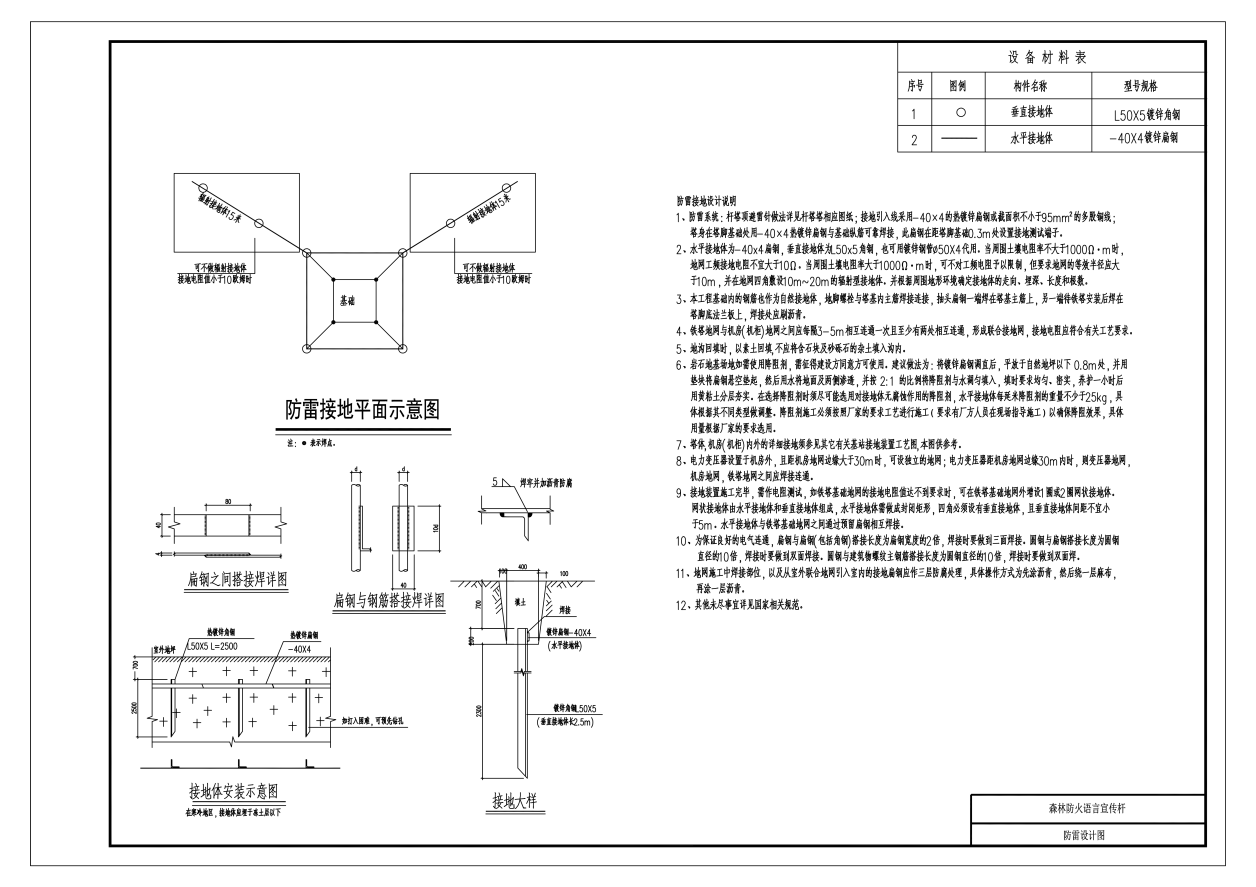 设备材料表
序号 图例 构件名称 型号规格
1 垂直接地体 L50X5镀锌角钢
2 水平接地体 -40X4镀锌扁钢
辐射接地体15米
辐射接地体15米
可不做辐射接地体
接地电阻值小于10欧姆时
可不做辐射接地体
接地电阻值小于10欧姆时
基础
防雷接地平面示意图
注: ● 表示焊点。
防雷接地设计说明
1、防雷系统:杆塔顶避雷针做法详见杆塔塔相应图纸;接地引入线采用-40×4的热镀锌扁钢或截面积不小于95mm²的多股铜线;
塔身在塔脚基础处用-40×4热镀锌扁钢与基础纵筋可靠焊接,此扁钢在距塔脚基础0.3m处设置接地测试端子。
2、水平接地体为-40x4扁钢,垂直接地体为L50x5角钢,也可用镀锌钢管ø50X4代用。当周围土壤电阻率不大于1000Ω·m时,
地网工频接地电阻不宜大于10Ω。当周围土壤电阻率大于1000Ω·m时,可不对工频电阻予以限制,但要求地网的等效半径应大
于10m,并在地网四角敷设10m~20m的辐射型接地体。并根据周围地形环境确定接地体的走向、埋深、长度和根数。
3、本工程基础内的钢筋也作为自然接地体,地脚螺栓与塔基内主筋焊接连接,抽头扁钢一端焊在塔基主筋上,另一端待铁塔安装后焊在
塔脚底法兰板上,焊接处应刷沥青。
4、铁塔地网与机房(机柜)地网之间应每隔3-5m相互连通一次且至少有两处相互连通,形成联合接地网,接地电阻应符合有关工艺要求。
5、地沟回填时,以素土回填,不应将含石块及砂砾石的杂土填入沟内。
6、岩石地基场地如需使用降阻剂,需征得建设方同意方可使用。建议做法为:将镀锌扁钢调直后,平放于自然地坪以下 0.8m处,并用
垫块将扁钢悬空垫起,然后用水将地面及两侧渗透,并按 2:1 的比例将降阻剂与水调匀填入,填时要求均匀、密实,养护一小时后
用黄粘土分层夯实。在选择降阻剂时须尽可能选用对接地体无腐蚀作用的降阻剂,水平接地体每延米降阻剂的重量不少于25kg,具
体根据其不同类型做调整。降阻剂施工必须按照厂家的要求工艺进行施工(要求有厂方人员在现场指导施工)以确保降阻效果,具体
用量根据厂家的要求选用。
7、塔体,机房(机柜)内外的详细接地须参见其它有关基站接地装置工艺图,本图供参考。
8、电力变压器设置于机房外,且距机房地网边缘大于30m时,可设独立的地网;电力变压器距机房地网边缘30m内时,则变压器地网,
机房地网,铁塔地网之间应焊接连通。
9、接地装置施工完毕,需作电阻测试,如铁塔基础地网的接地电阻值达不到要求时,可在铁塔基础地网外增设1圈或2圈网状接地体。
网状接地体由水平接地体和垂直接地体组成,水平接地体需做成封闭矩形,四角必须设有垂直接地体,且垂直接地体间距不宜小
于5m。水平接地体与铁塔基础地网之间通过预留扁钢相互焊接。
10、为保证良好的电气连通,扁钢与扁钢(包括角钢)搭接长度为扁钢宽度的2倍,焊接时要做到三面焊接。圆钢与扁钢搭接长度为圆钢
直径的10倍,焊接时要做到双面焊接。圆钢与建筑物螺纹主钢筋搭接长度为圆钢直径的10倍,焊接时要做到双面焊。
11、地网施工中焊接部位,以及从室外联合地网引入室内的接地扁钢应作三层防腐处理,具体操作方式为先涂沥青,然后绕一层麻布,
再涂一层沥青。
12、其他未尽事宜详见国家相关规范。
80
40
4
扁钢之间搭接焊详图
d d
10d
40
扁钢与钢筋搭接焊详图
5 焊牢并加沥青防腐
100 400 100
700
填土
焊接
200
镀锌扁钢-40X4
(水平接地体)
2300
镀锌角钢L50X5
(垂直接地体长2.5m)
接地大样
热镀锌角钢
L50X5 L=2500
热镀锌扁钢
-40X4
室外地坪
700
2500
如打入困难,可预先钻孔
接地体安装示意图
在寒冷地区,接地体应埋于冻土层以下
森林防火语言宣传杆
防雷设计图